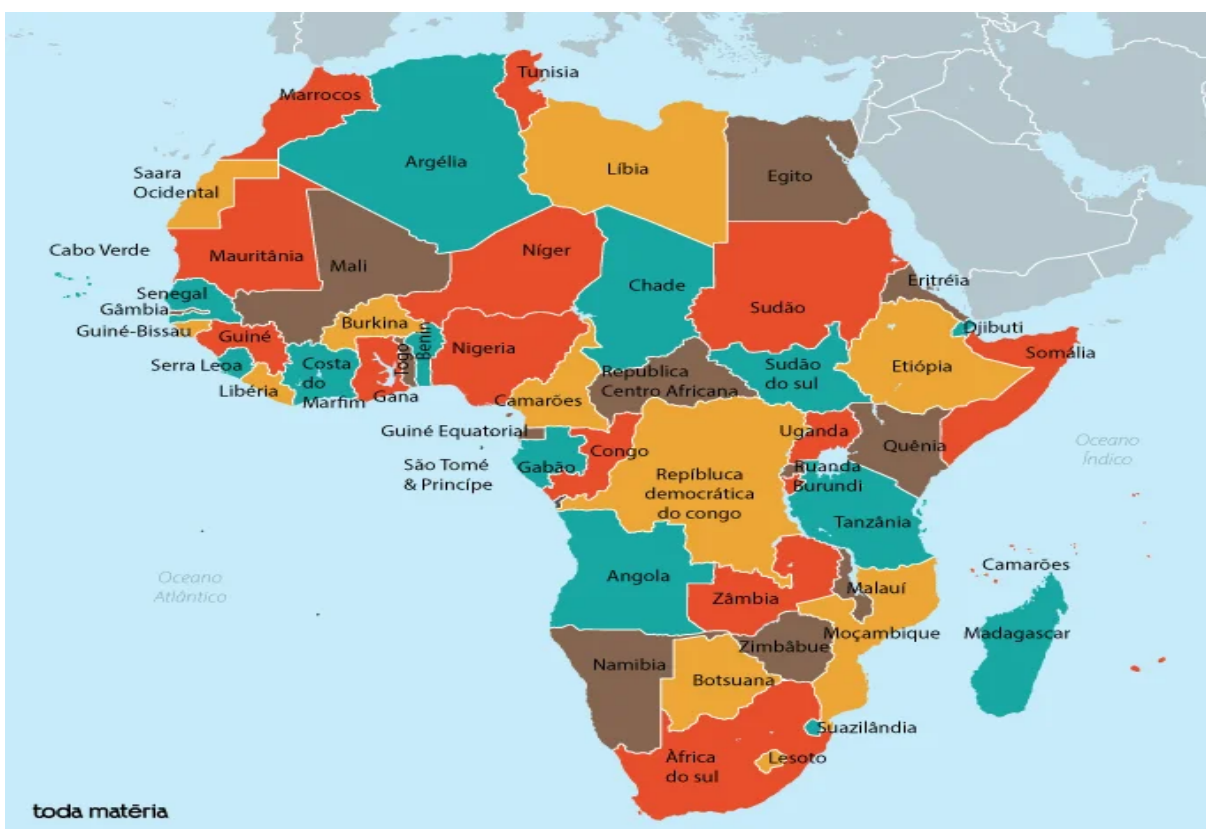 Tunisia
Marrocos
Argélia
Líbia
Egito
Saara
Ocidental
Cabo Verde
Mauritânia
Mali
Níger
Chade
Sudão
Eritréia
Senegal
Gâmbia
Guiné-Bissau
Guiné
Burkina
Togo
Benin
Nigeria
Djibuti
Somália
Serra Leoa
Costa
do
Marfim
Libéria
Gana
Camarões
Republica
Centro Africana
Sudão
do sul
Etiópia
Guiné Equatorial
Congo
Uganda
Quênia
Oceano
Índico
São Tomé
& Princípe
Gabão
Repíbluca
democrática
do congo
Ruanda
Burundi
Tanzânia
Oceano
Atlântico
Angola
Zâmbia
Malauí
Camarões
Moçambique
Madagascar
Namibia
Zimbâbue
Botsuana
Suazilândia
Àfrica
do sul
Lesoto
toda matéria